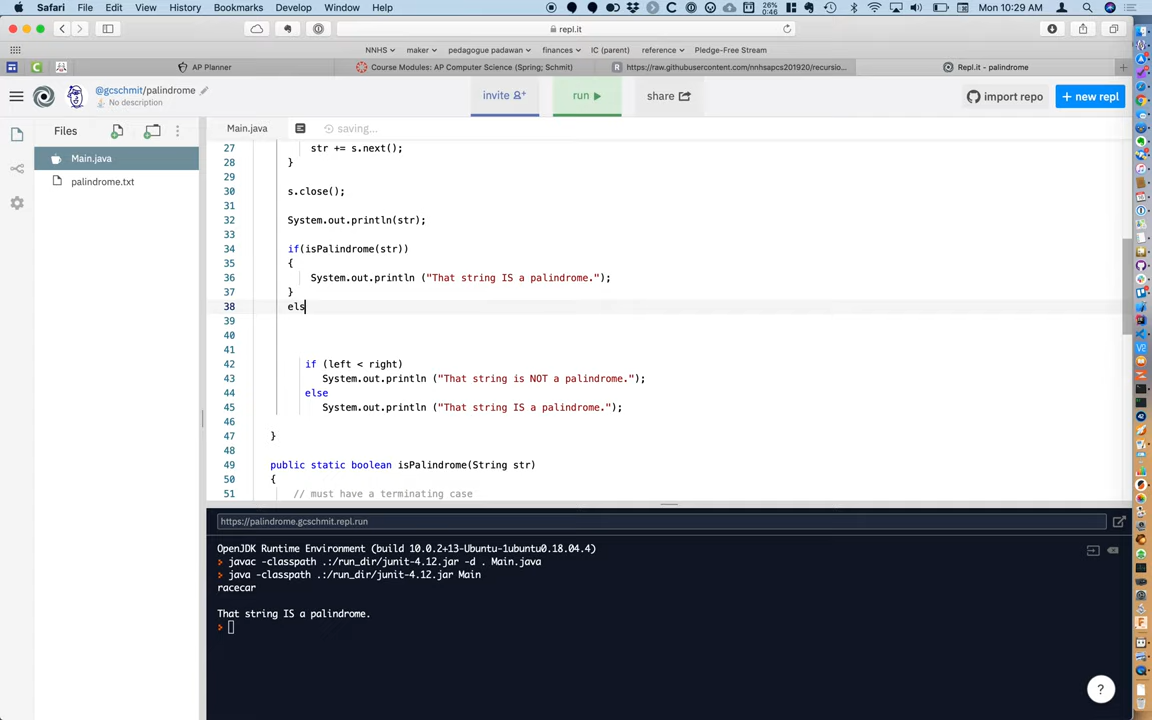 Safari File Edit View History Bookmarks Develop Window Help 26% 0:46 Mon 10:29 AM
repl.it
NNHS maker pedagogue padawan finances IC (parent) reference Pledge-Free Stream
AP Planner Course Modules: AP Computer Science (Spring; Schmit) https://raw.githubusercontent.com/nnhsapcs201920/recursio... Repl.it - palindrome
@gcschmit/palindrome
No description
invite run share import repo + new repl
Files
Main.java saving...
Main.java
palindrome.txt
27 str += s.next();
28 }
29
30 s.close();
31
32 System.out.println(str);
33
34 if(isPalindrome(str))
35 {
36 System.out.println ("That string IS a palindrome.");
37 }
38 els
39
40
41
42 if (left < right)
43 System.out.println ("That string is NOT a palindrome.");
44 else
45 System.out.println ("That string IS a palindrome.");
46
47 }
48
49 public static boolean isPalindrome(String str)
50 {
51 // must have a terminating case
https://palindrome.gcschmit.repl.run
OpenJDK Runtime Environment (build 10.0.2+13-Ubuntu-1ubuntu0.18.04.4)
> javac -classpath .:/run_dir/junit-4.12.jar -d . Main.java
> java -classpath .:/run_dir/junit-4.12.jar Main
racecar
That string IS a palindrome.
>
?